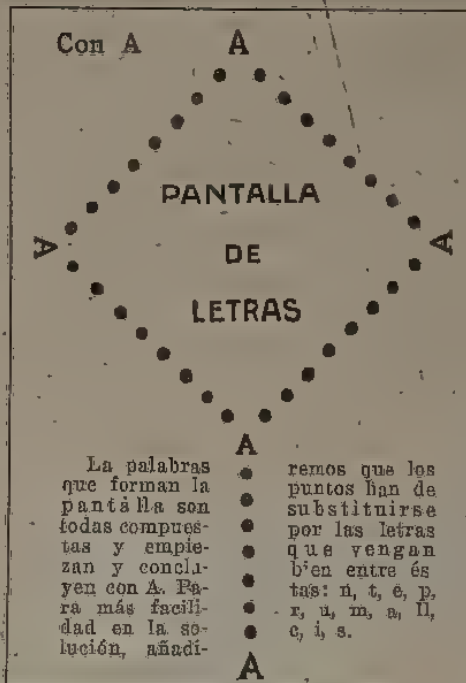 Con A
A
A
A
PANTALLA
DE
LETRAS
A
La palabras
que forman la
pantálla son
todas compues-
tas y empie-
zan y conclu-
yen con A. Pa-
ra más facili-
dad en la so-
lución, añadi-
remos que los
puntos han de
substituirse
por las letras
que vengan
b'en entre és
tas: n, t, e, p,
r, u, m, a, ll,
c, i, s.
A